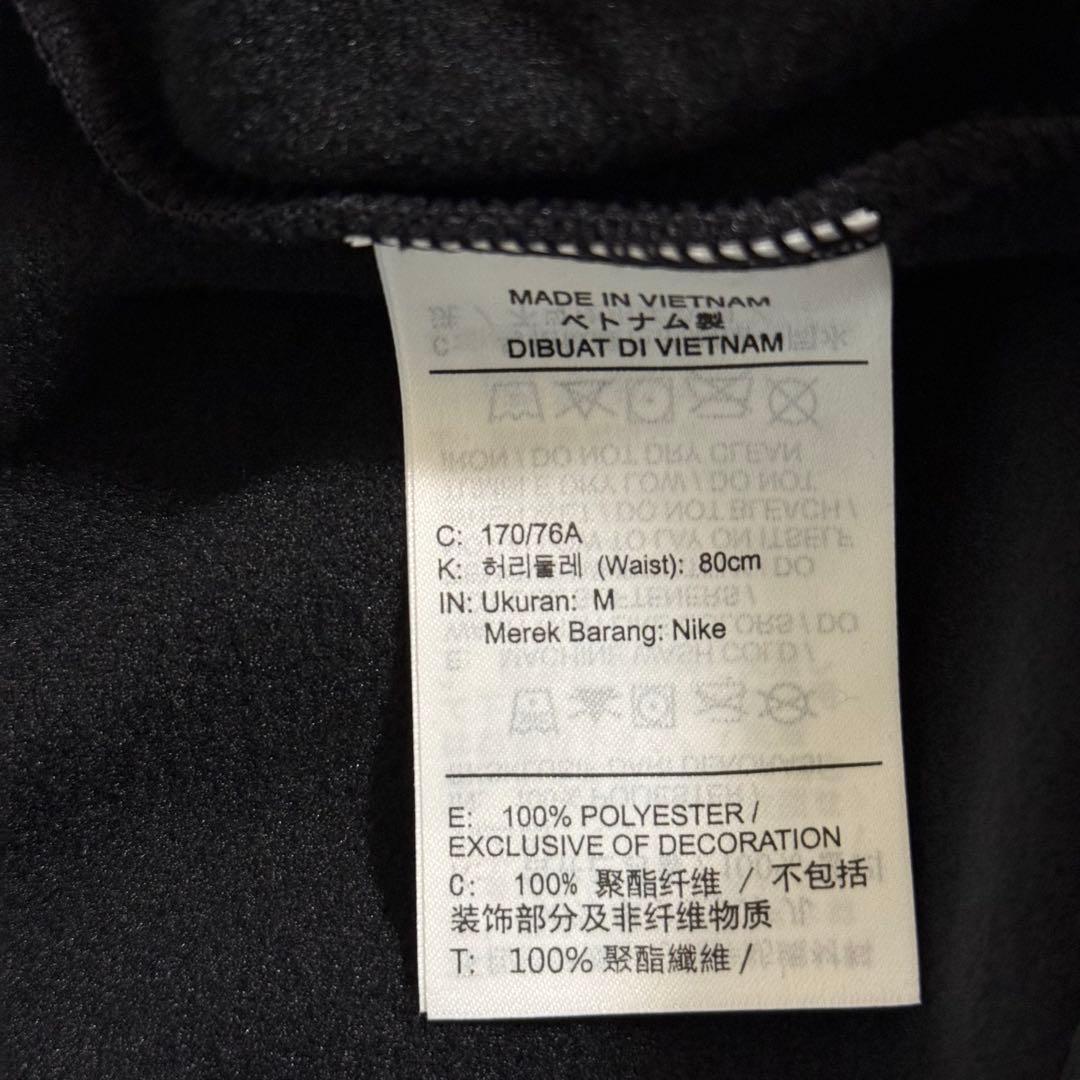 MADE IN VIETNAM
ベトナム製
DIBUAT DI VIETNAM
C: 170/76A
K: 허리둘레 (Waist): 80cm
IN: Ukuran: M
Merek Barang: Nike
E: 100% POLYESTER /
EXCLUSIVE OF DECORATION
C: 100% 聚酯纤维 / 不包括
装饰部分及非纤维物质
T: 100% 聚酯纖維 /